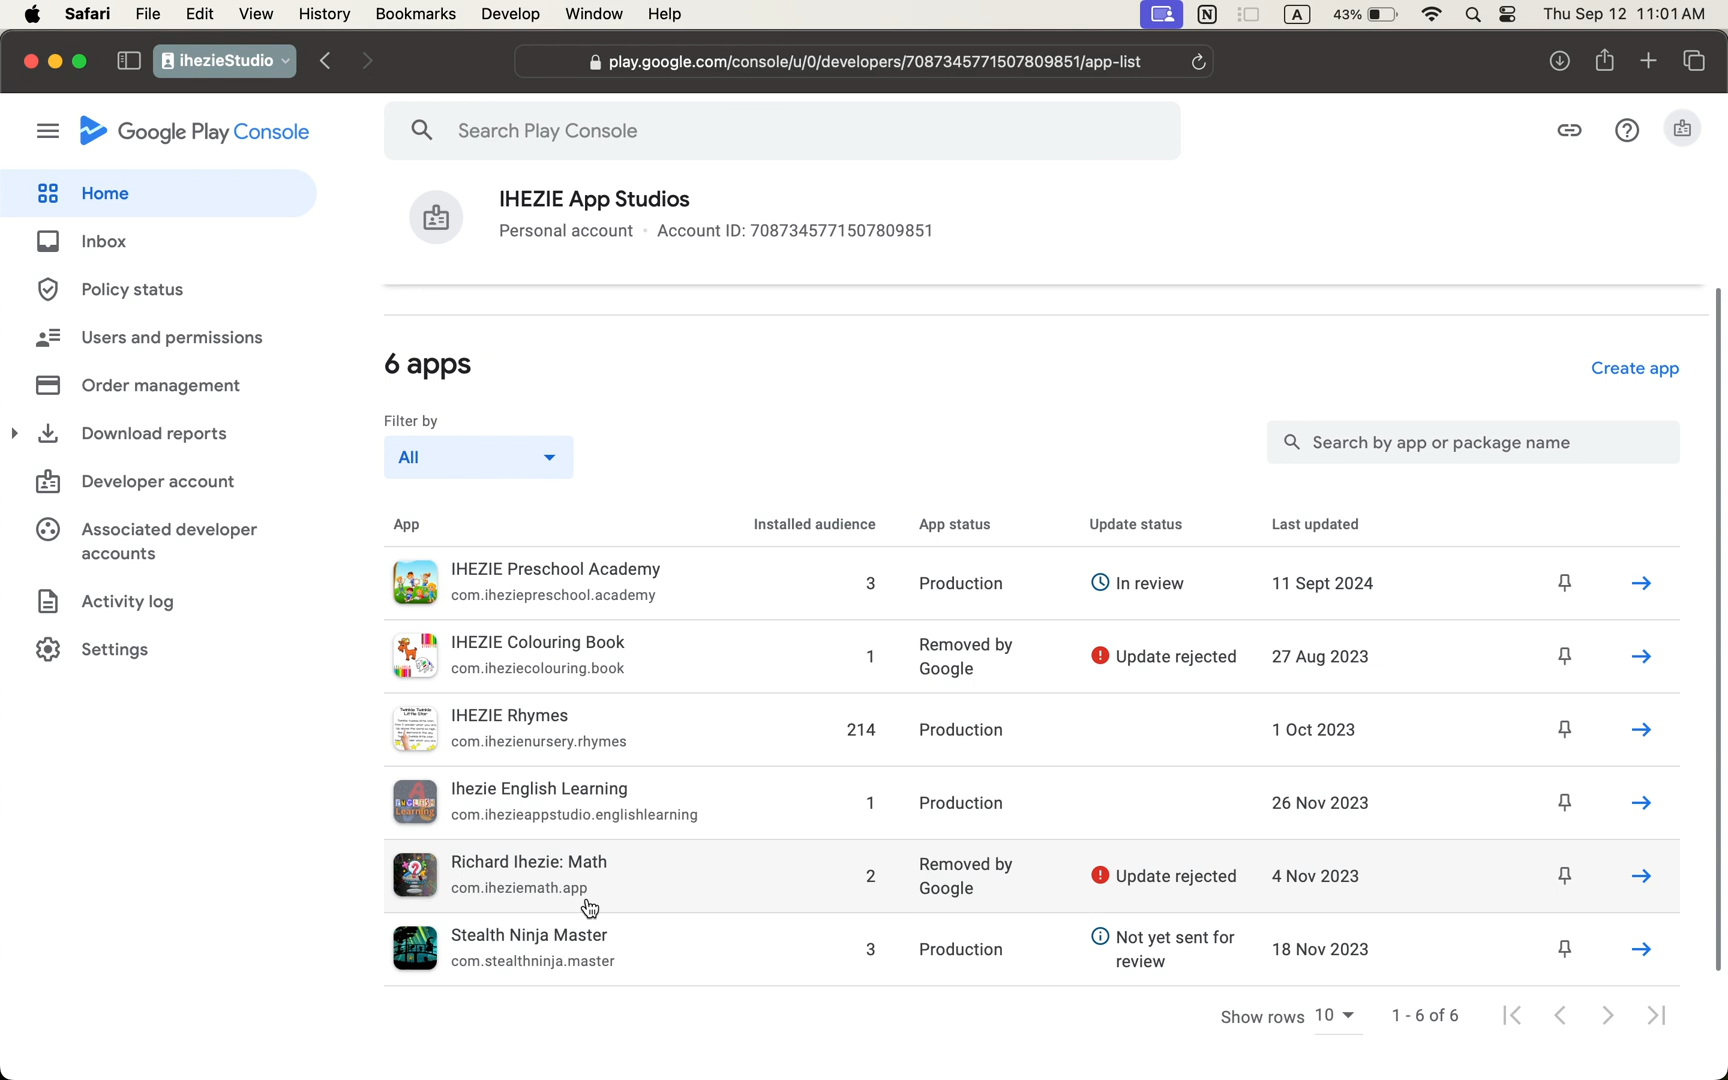 Safari File Edit View History Bookmarks Develop Window Help A 43% Thu Sep 12 11:01 AM
ihezieStudio play.google.com/console/u/0/developers/7087345771507809851/app-list
Google Play Console
Search Play Console
Home
Inbox
Policy status
Users and permissions
Order management
Download reports
Developer account
Associated developer
accounts
Activity log
Settings
IHEZIE App Studios
Personal account · Account ID: 7087345771507809851
6 apps
Create app
Filter by
All
Search by app or package name
App Installed audience App status Update status Last updated
IHEZIE Preschool Academy
com.iheziepreschool.academy
3 Production In review 11 Sept 2024
IHEZIE Colouring Book
com.iheziecolouring.book
1 Removed by
Google
Update rejected 27 Aug 2023
IHEZIE Rhymes
com.ihezienursery.rhymes
214 Production 1 Oct 2023
Ihezie English Learning
com.ihezieappstudio.englishlearning
1 Production 26 Nov 2023
Richard Ihezie: Math
com.iheziemath.app
2 Removed by
Google
Update rejected 4 Nov 2023
Stealth Ninja Master
com.stealthninja.master
3 Production Not yet sent for
review
18 Nov 2023
Show rows 10 1 - 6 of 6